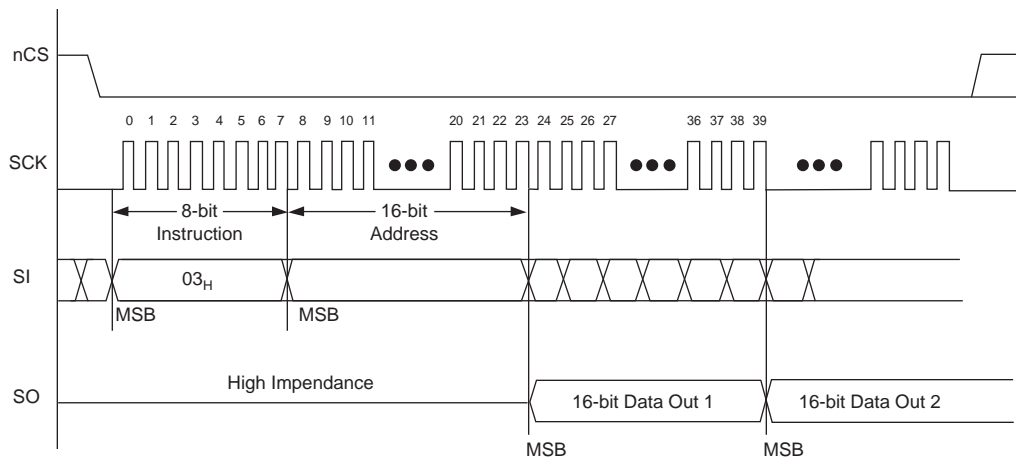 nCS
0 1 2 3 4 5 6 7 8 9 10 11 20 21 22 23 24 25 26 27 36 37 38 39
SCK
8-bit
Instruction
16-bit
Address
SI
03H
MSB
MSB
High Impendance
SO
16-bit Data Out 1
16-bit Data Out 2
MSB
MSB